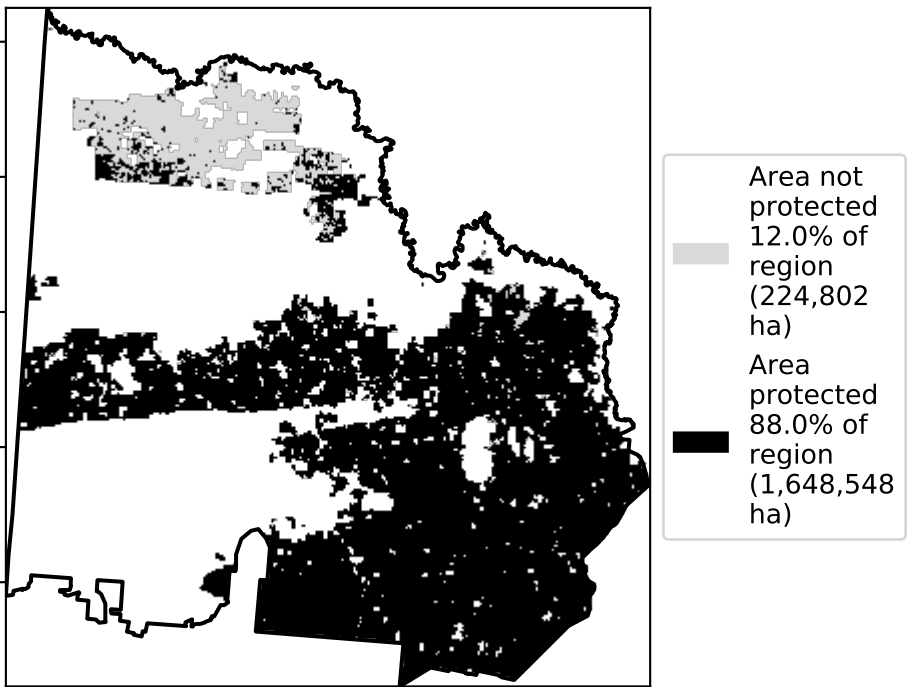 Area not
protected
12.0% of
region
(224,802
ha)
Area
protected
88.0% of
region
(1,648,548
ha)